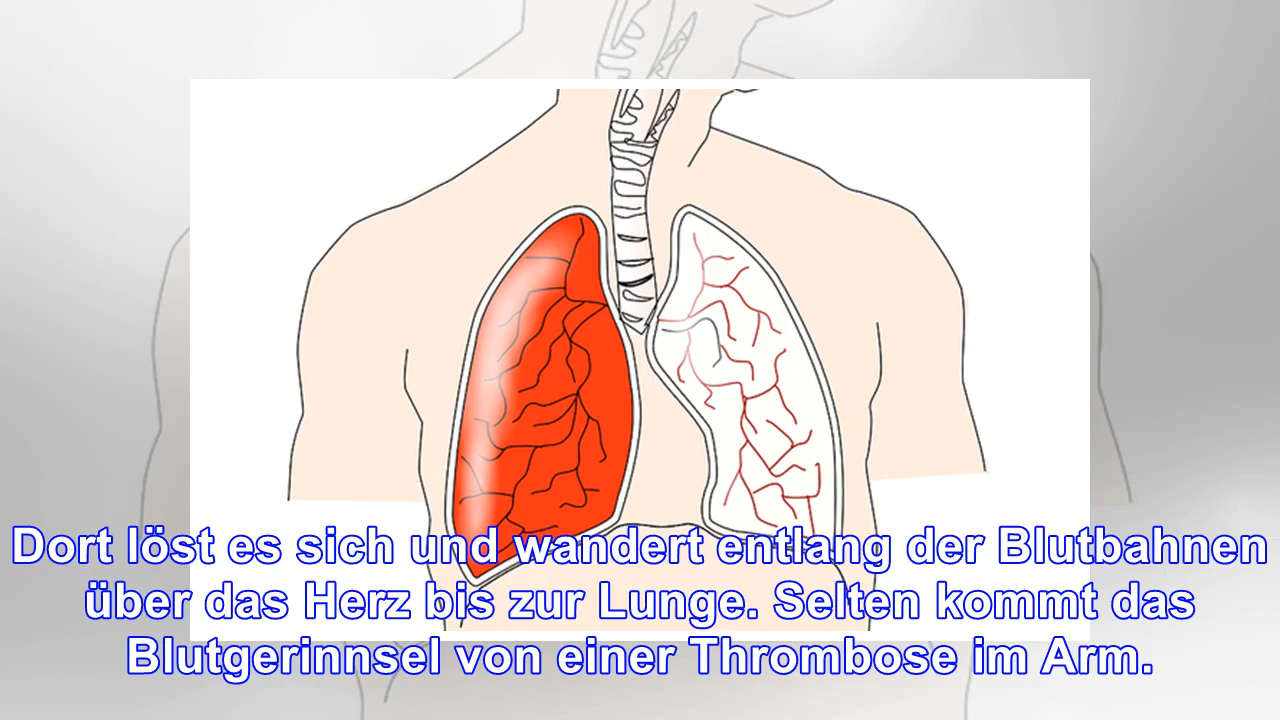 Dort löst es sich und wandert entlang der Blutbahnen
über das Herz bis zur Lunge. Selten kommt das
Blutgerinnsel von einer Thrombose im Arm.